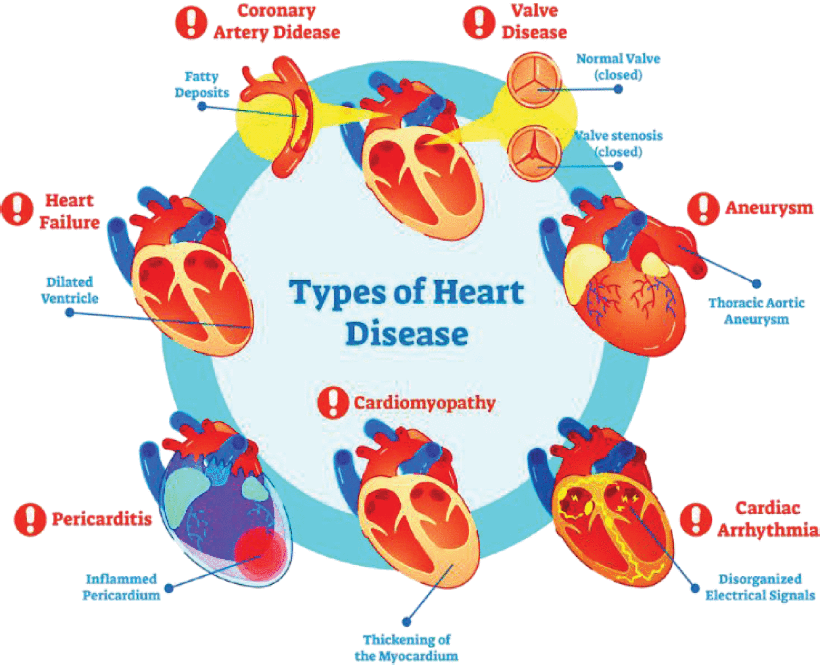 Coronary
Artery Didease
Valve
Disease
Fatty
Deposits
Normal Valve
(closed)
Valve stenosis
(closed)
Heart
Failure
Aneurysm
Dilated
Ventricle
Thoracic Aortic
Aneurysm
Types of Heart
Disease
Cardiomyopathy
Pericarditis
Cardiac
Arrhythmia
Inflammed
Pericardium
Disorganized
Electrical Signals
Thickening of
the Myocardium